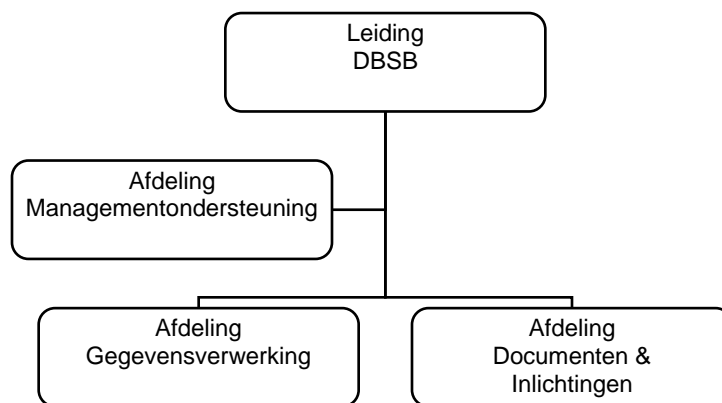 Leiding
DBSB
Afdeling
Managementondersteuning
Afdeling
Gegevensverwerking
Afdeling
Documenten &
Inlichtingen